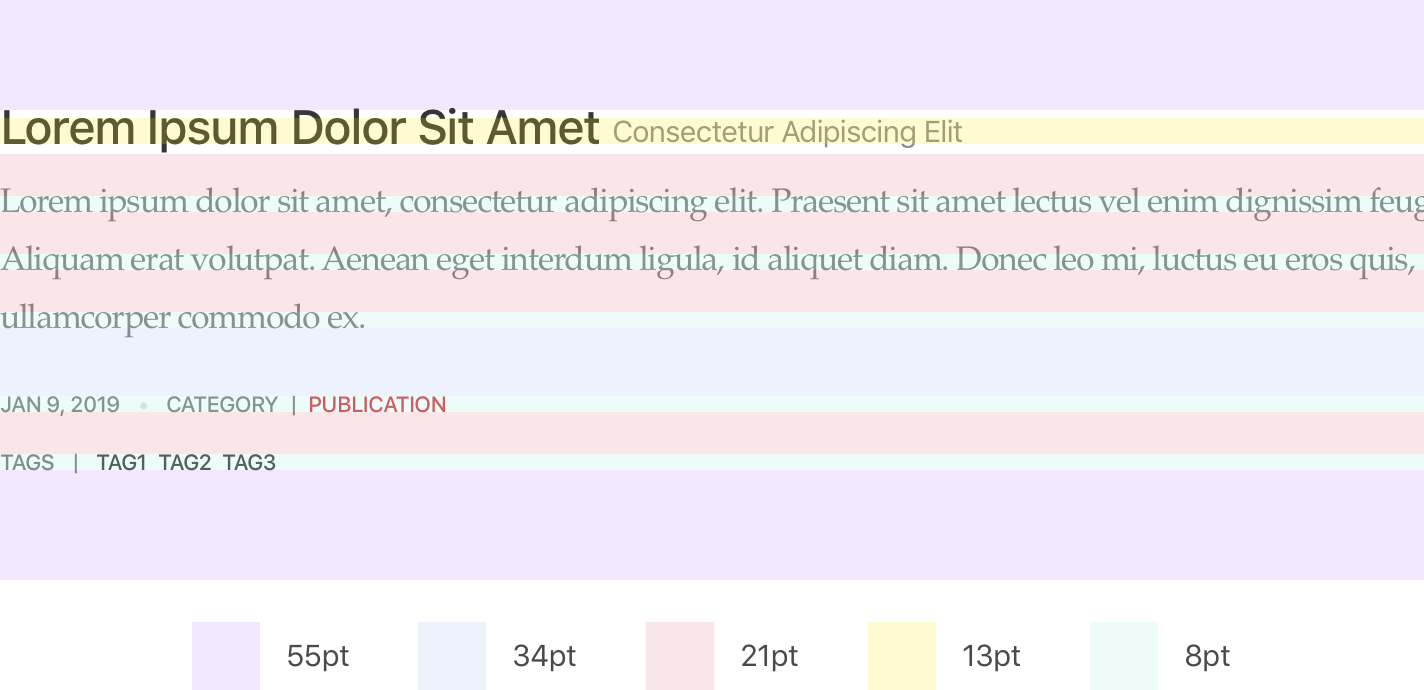 Lorem Ipsum Dolor Sit Amet Consectetur Adipiscing Elit
Lorem ipsum dolor sit amet, consectetur adipiscing elit. Praesent sit amet lectus vel enim dignissim feug
Aliquam erat volutpat. Aenean eget interdum ligula, id aliquet diam. Donec leo mi, luctus eu eros quis,
ullamcorper commodo ex.
JAN 9, 2019 • CATEGORY | PUBLICATION
TAGS | TAG1 TAG2 TAG3
55pt 34pt 21pt 13pt 8pt